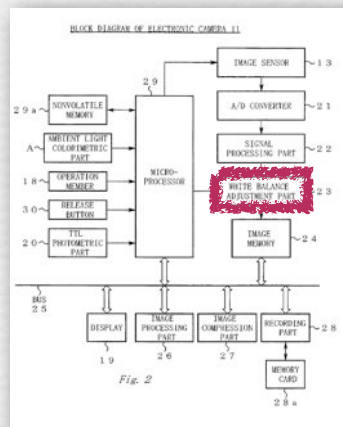 BLOCK DIAGRAM OF ELECTRONIC CAMERA 11
29
IMAGE SENSOR
13
29a
NONVOLATILE
MEMORY
A/D CONVERTER
21
A
AMBIENT LIGHT
COLORIMETRIC
PART
SIGNAL
PROCESSING PART
22
MICRO-
PROCESSOR
18
OPERATION
MEMBER
WHITE BALANCE
ADJUSTMENT PART
23
30
RELEASE
BUTTON
20
TTL
PHOTOMETRIC
PART
IMAGE
MEMORY
24
BUS
25
DISPLAY
19
IMAGE
PROCESSING
PART
26
IMAGE
COMPRESSION
PART
27
RECORDING
PART
28
Fig. 2
MEMORY
CARD
28a